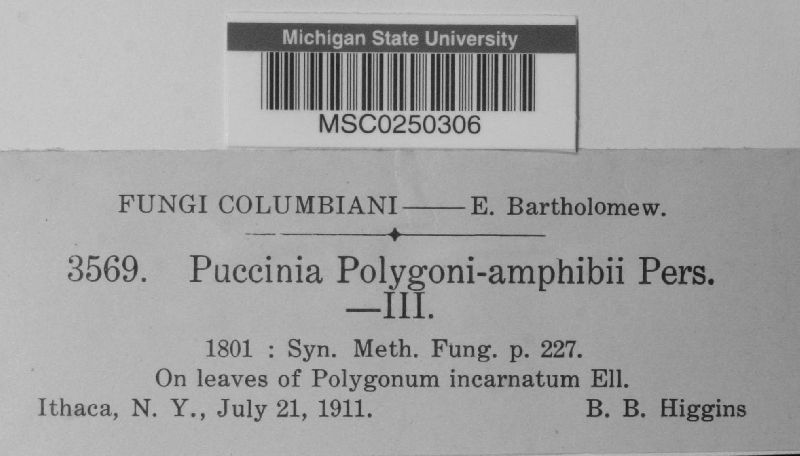 Michigan State University
MSC0250306
FUNGI COLUMBIANI—E. Bartholomew.
3569. Puccinia Polygoni-amphibii Pers.
—III.
1801 : Syn. Meth. Fung. p. 227.
On leaves of Polygonum incarnatum Ell.
Ithaca, N. Y., July 21, 1911. B. B. Higgins